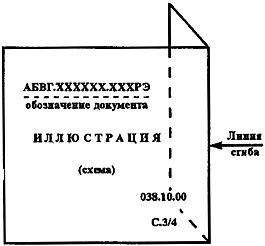 АБВГ.XXXXXX.XXXРЭ
обозначение документа
ИЛЛЮСТРАЦИЯ
(схема)
Линия
сгиба
038.10.00
С.3/4